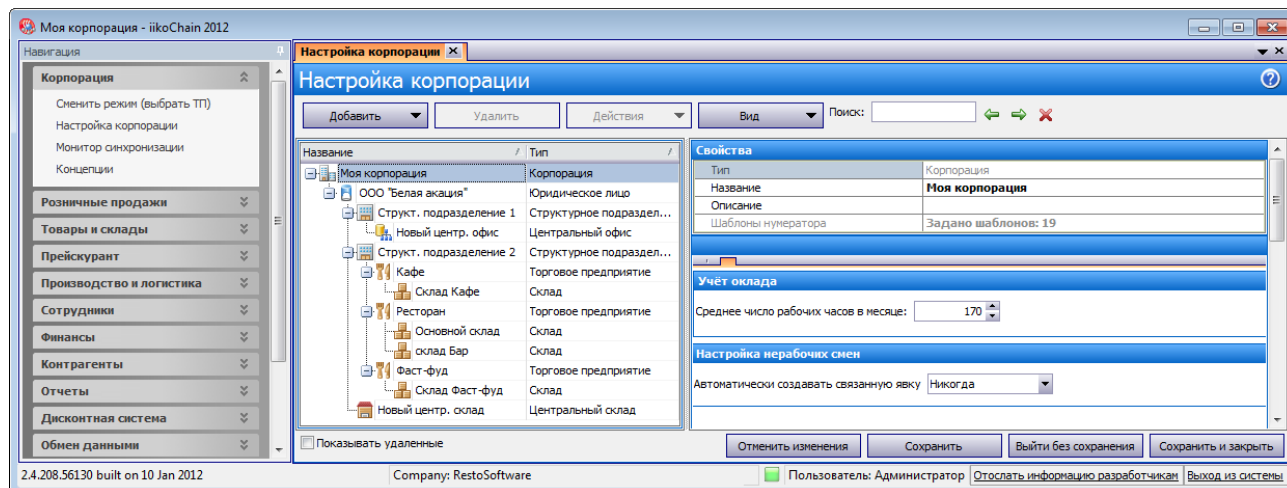 Моя корпорация - iikoChain 2012
Навигация
Корпорация
Сменить режим (выбрать ТП)
Настройка корпорации
Монитор синхронизации
Концепции
Розничные продажи
Товары и склады
Прейскурант
Производство и логистика
Сотрудники
Финансы
Контрагенты
Отчеты
Дисконтная система
Обмен данными
Настройка корпорации
Настройка корпорации
Добавить Удалить Действия Вид Поиск:
Название Тип
Моя корпорация Корпорация
ООО "Белая акация" Юридическое лицо
Структ. подразделение 1 Структурное подраздел...
Новый центр. офис Центральный офис
Структ. подразделение 2 Структурное подраздел...
Кафе Торговое предприятие
Склад Кафе Склад
Ресторан Торговое предприятие
Основной склад Склад
склад Бар Склад
Фаст-фуд Торговое предприятие
Склад Фаст-фуд Склад
Новый центр. склад Центральный склад
Показывать удаленные
Свойства
Тип Корпорация
Название Моя корпорация
Описание
Шаблоны нумератора Задано шаблонов: 19
Учёт оклада
Среднее число рабочих часов в месяце: 170
Настройка нерабочих смен
Автоматически создавать связанную явку Никогда
Отменить изменения Сохранить Выйти без сохранения Сохранить и закрыть
2.4.208.56130 built on 10 Jan 2012 Company: RestoSoftware Пользователь: Администратор Отослать информацию разработчикам Выход из системы